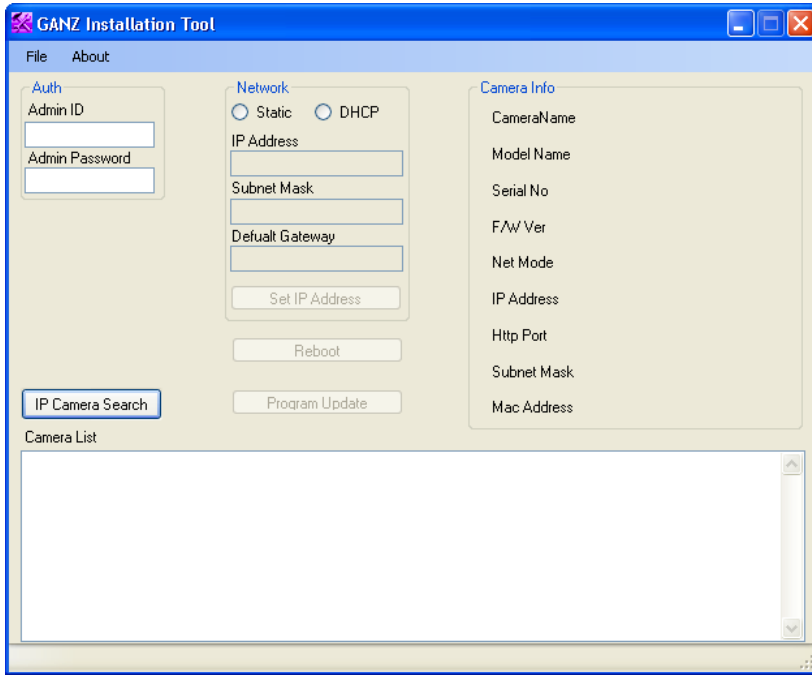 GANZ Installation Tool
File About
Auth
Admin ID
Admin Password
Network
Static DHCP
IP Address
Subnet Mask
Defualt Gateway
Set IP Address
Reboot
Program Update
IP Camera Search
Camera Info
CameraName
Model Name
Serial No
F/W Ver
Net Mode
IP Address
Http Port
Subnet Mask
Mac Address
Camera List